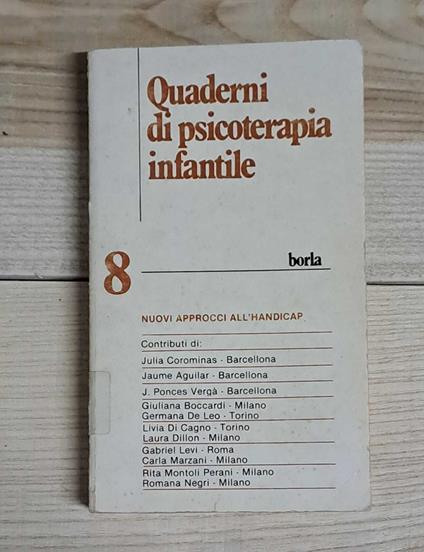 Quaderni
di psicoterapia
infantile
8
borla
NUOVI APPROCCI ALL'HANDICAP
Contributi di:
Julia Corominas - Barcellona
Jaume Aguilar - Barcellona
J. Ponces Vergà - Barcellona
Giuliana Boccardi - Milano
Germana De Leo - Torino
Livia Di Cagno - Torino
Laura Dillon - Milano
Gabriel Levi - Roma
Carla Marzani - Milano
Rita Montoli Perani - Milano
Romana Negri - Milano